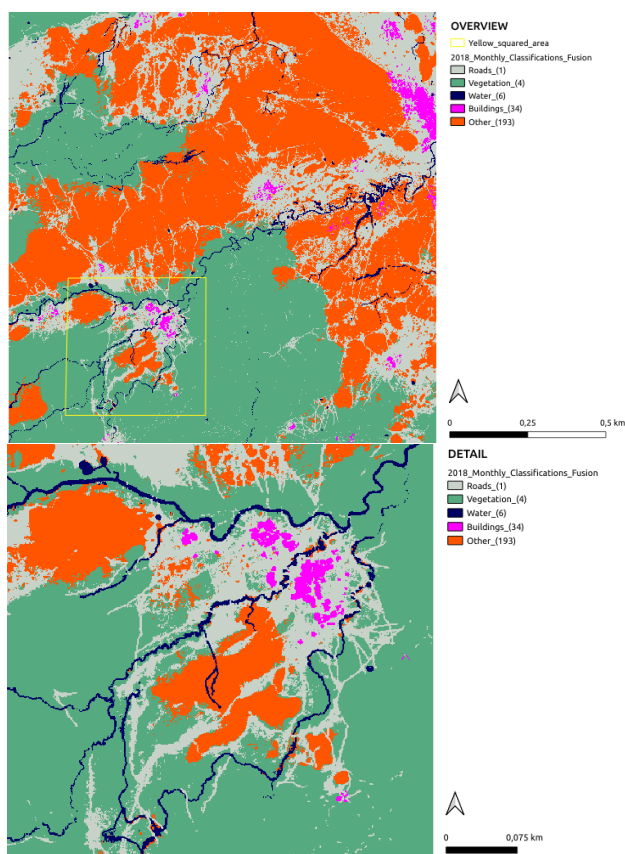 OVERVIEW
Yellow_squared_area
2018_Monthly_Classifications_Fusion
Roads_(1)
Vegetation_(4)
Water_(6)
Buildings_(34)
Other_(193)
0 0,25 0,5 km
DETAIL
2018_Monthly_Classifications_Fusion
Roads_(1)
Vegetation_(4)
Water_(6)
Buildings_(34)
Other_(193)
0 0,075 km